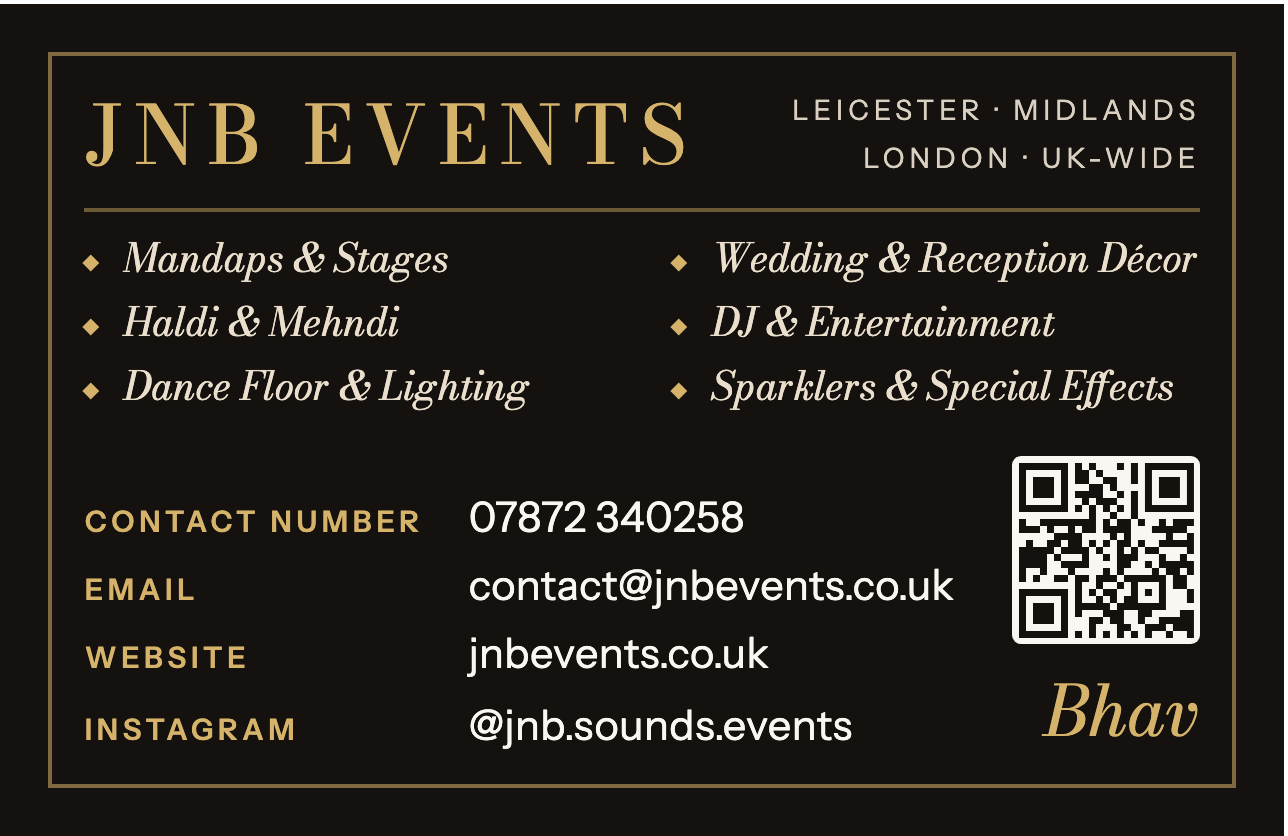 JNB EVENTS
LEICESTER · MIDLANDS
LONDON · UK-WIDE
Mandaps & Stages
Wedding & Reception Décor
Haldi & Mehndi
DJ & Entertainment
Dance Floor & Lighting
Sparklers & Special Effects
CONTACT NUMBER 07872 340258
EMAIL contact@jnbevents.co.uk
WEBSITE jnbevents.co.uk
INSTAGRAM @jnb.sounds.events
Bhav